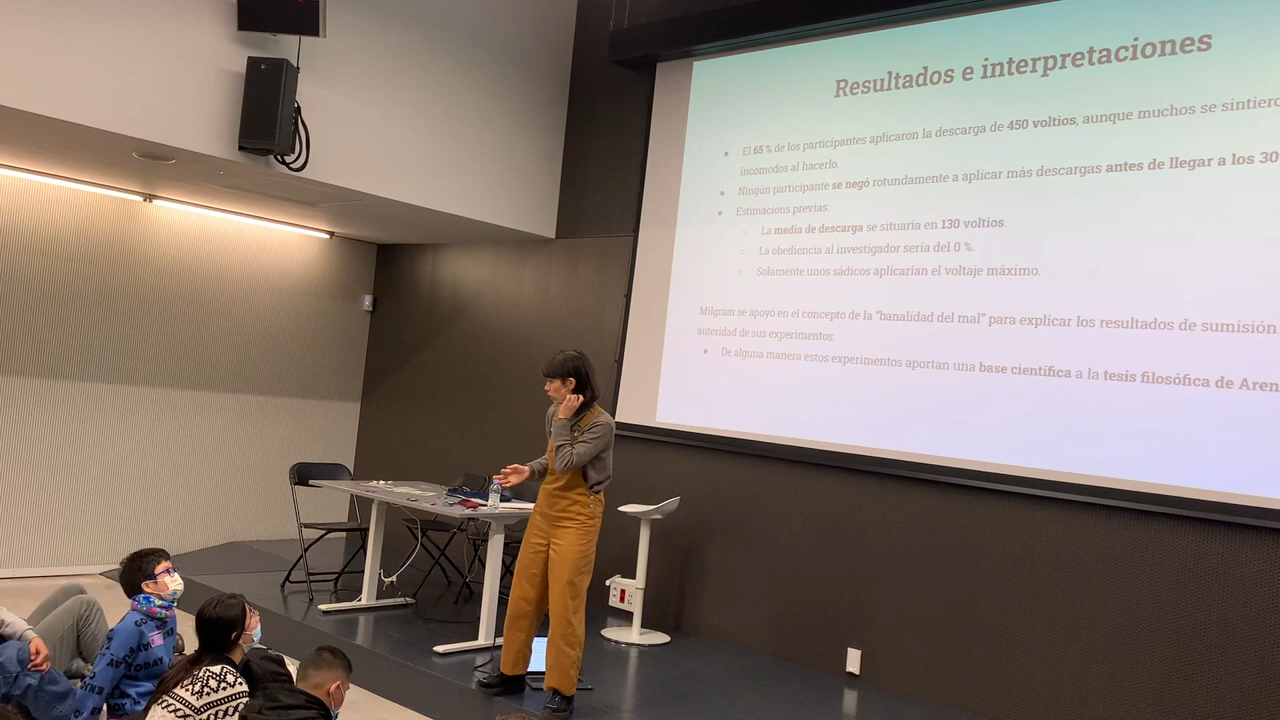 Resultados e interpretaciones
El 65 % de los participantes aplicaron la descarga de 450 voltios, aunque muchos se sintiero
incómodos al hacerlo.
Ningún participante se negó rotundamente a aplicar más descargas antes de llegar a los 30
Estimacions previas:
La media de descarga se situaría en 130 voltios.
La obediencia al investigador sería del 0 %.
Solamente unos sádicos aplicarían el voltaje máximo.
Milgram se apoyó en el concepto de la "banalidad del mal" para explicar los resultados de sumisión
autoridad de sus experimentos.
De alguna manera estos experimentos aportan una base científica a la tesis filosófica de Aren
TODAY